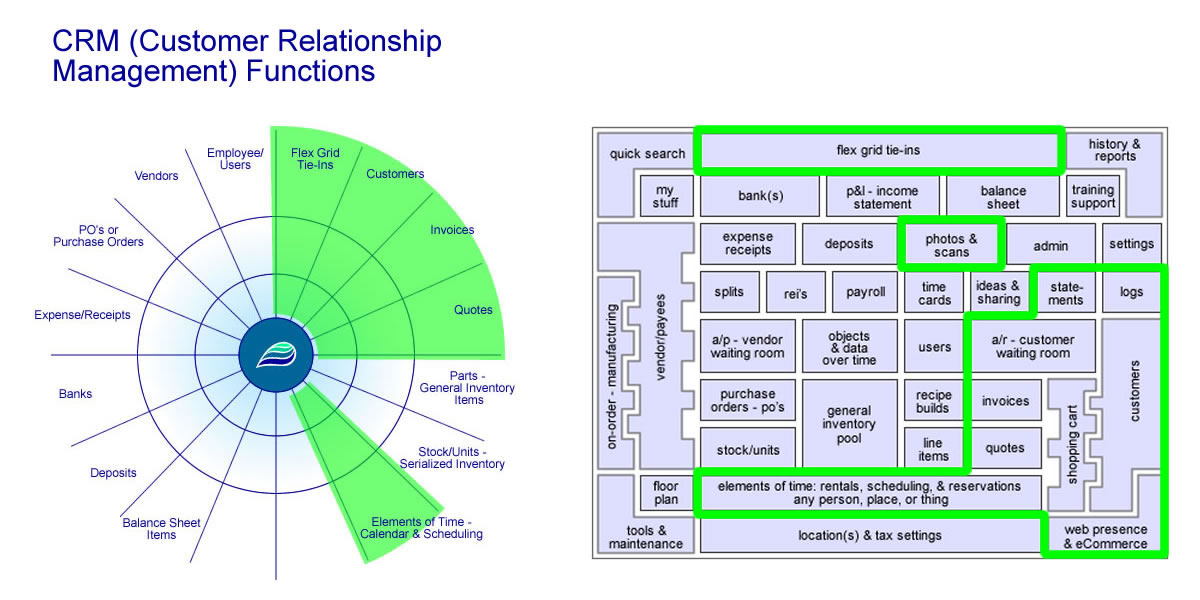 CRM (Customer Relationship
Management) Functions
Employee/
Users
Flex Grid
Tie-Ins
Customers
Invoices
Quotes
Parts -
General Inventory
Items
Stock/Units -
Serialized Inventory
Elements of Time -
Calendar & Scheduling
Balance Sheet
Items
Deposits
Banks
Expense/Receipts
PO's or
Purchase Orders
Vendors
quick search
flex grid tie-ins
history &
reports
my
stuff
bank(s)
p&l - income
statement
balance
sheet
training
support
expense
receipts
deposits
photos &
scans
admin
settings
splits
rei's
payroll
time
cards
ideas &
sharing
state-
ments
logs
on-order - manufacturing
vendor/payees
a/p - vendor
waiting room
objects
& data
over time
users
a/r - customer
waiting room
customers
purchase
orders - po's
general
inventory
pool
recipe
builds
invoices
shopping cart
stock/units
line
items
quotes
floor
plan
elements of time: rentals, scheduling, & reservations
any person, place, or thing
tools &
maintenance
location(s) & tax settings
web presence
& eCommerce